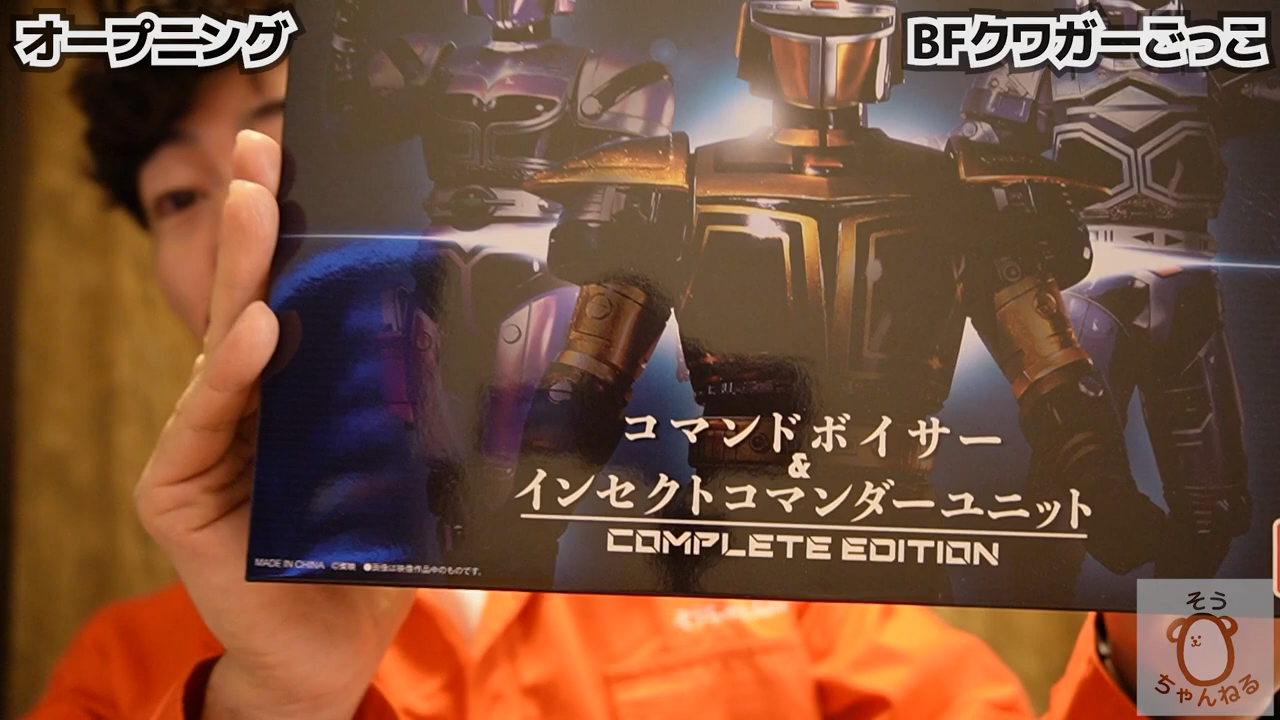 オープニング
BFクワガーごっこ
コマンドボイサー
&
インセクトコマンダーユニット
COMPLETE EDITION
MADE IN CHINA ©東映 ●画像は映像作品中のものです。
そう
ちゃんねる